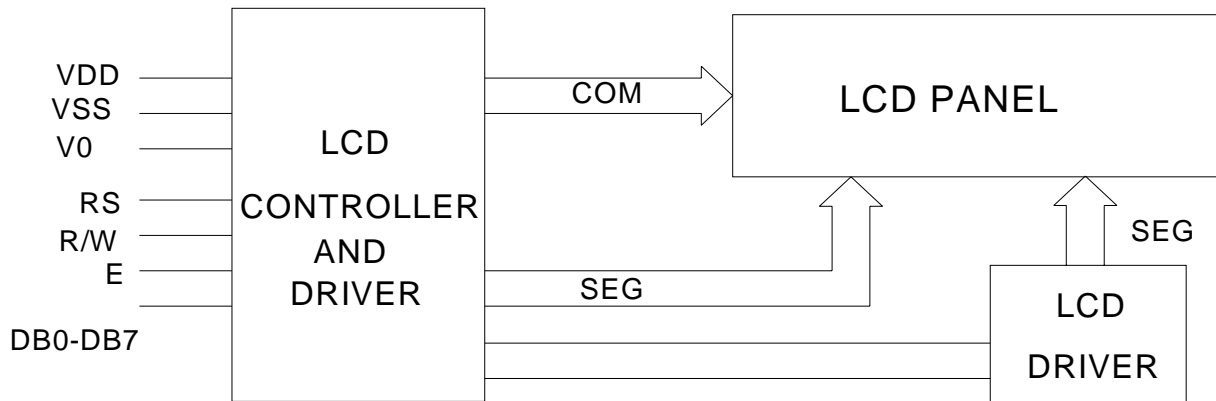 VDD
VSS
V0
RS
R/W
E
DB0-DB7
LCD
CONTROLLER
AND
DRIVER
COM
SEG
LCD PANEL
SEG
LCD
DRIVER